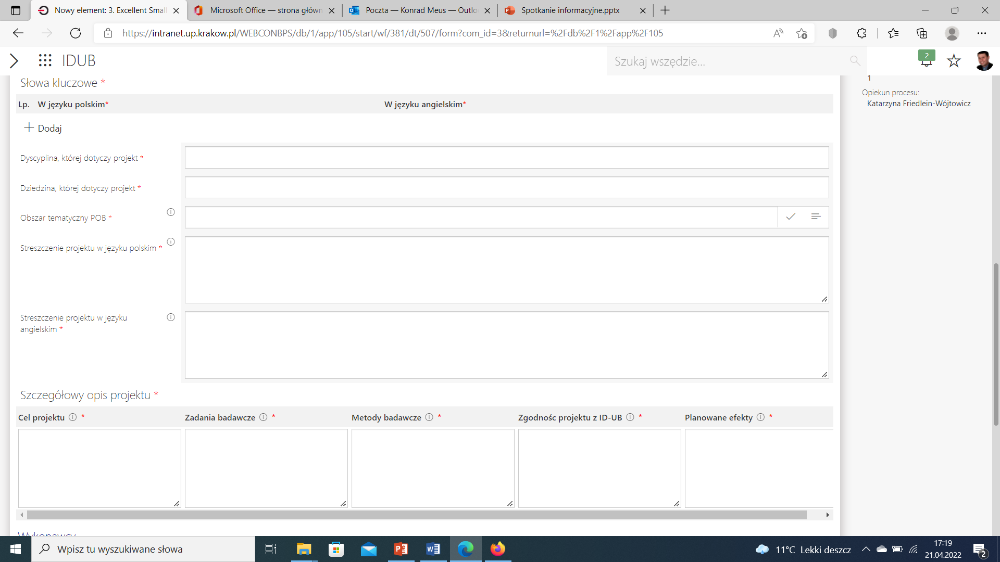 Nowy element: 3. Excellent Small
Microsoft Office — strona główn
Poczta — Konrad Meus — Outlo
Spotkanie informacyjne.pptx
https://intranet.up.krakow.pl/WEBCONBPS/db/1/app/105/start/wf/381/dt/507/form?com_id=3&returnurl=%2Fdb%2F1%2Fapp%2F105
IDUB
Szukaj wszędzie...
2
Słowa kluczowe *
1
Opiekun procesu:
Katarzyna Friedlein-Wójtowicz
Lp. W języku polskim* W języku angielskim*
Dodaj
Dyscyplina, której dotyczy projekt *
Dziedzina, której dotyczy projekt *
Obszar tematyczny POB *
Streszczenie projektu w języku polskim *
Streszczenie projektu w języku
angielskim *
Szczegółowy opis projektu *
Cel projektu * Zadania badawcze * Metody badawcze * Zgodnośc projektu z ID-UB * Planowane efekty *
Wykonawcy
Wpisz tu wyszukiwane słowa
11°C Lekki deszcz
17:19
21.04.2022
2